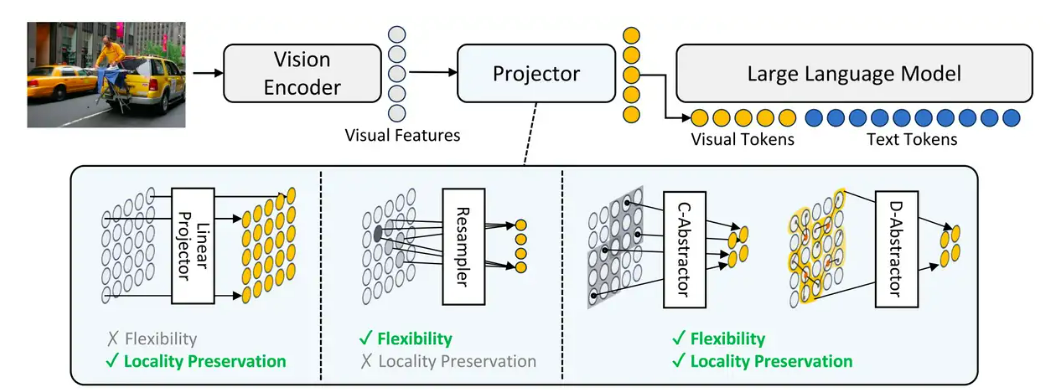 Vision
Encoder
Projector
Large Language Model
Visual Features
Visual Tokens
Text Tokens
Linear
Projector
Resampler
C-Abstractor
D-Abstractor
✗ Flexibility
✓ Locality Preservation
✓ Flexibility
✗ Locality Preservation
✓ Flexibility
✓ Locality Preservation